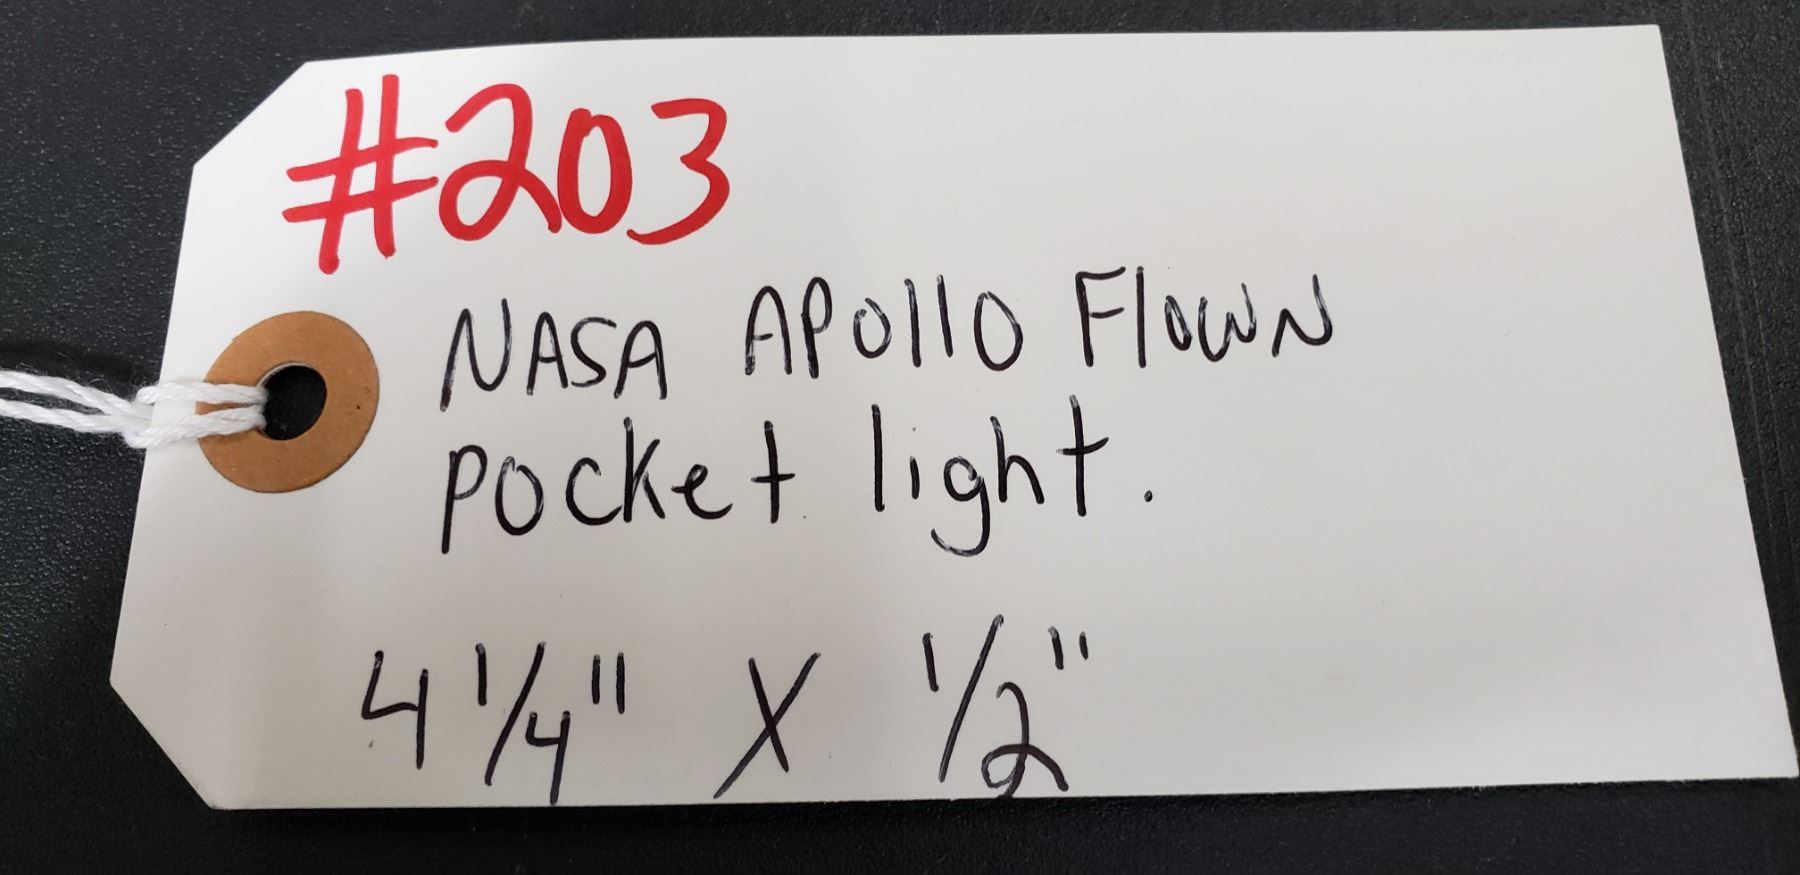 #203
NASA APOllO FlOWN
Pocket light.
4 1/4" X 1/2"